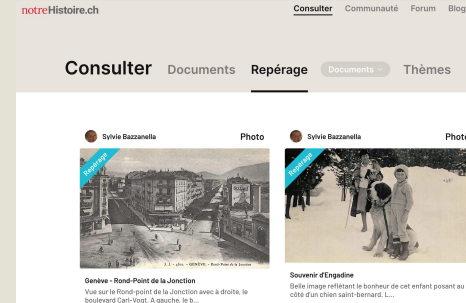 notreHistoire.ch
Consulter Communauté Forum Blog
Consulter Documents Repérage Documents Thèmes
Sylvie Bazzanella Photo
Sylvie Bazzanella Photo
Repérage
Repérage
GENÈVE - Rond-Point de la Jonction
Genève - Rond-Point de la Jonction
Vue sur le Rond-point de la Jonction avec à droite, le
boulevard Carl-Vogt. A gauche, le b...
Souvenir d'Engadine
Belle image reflétant le bonheur de cet enfant posant au
côté d'un chien saint-bernard. L...